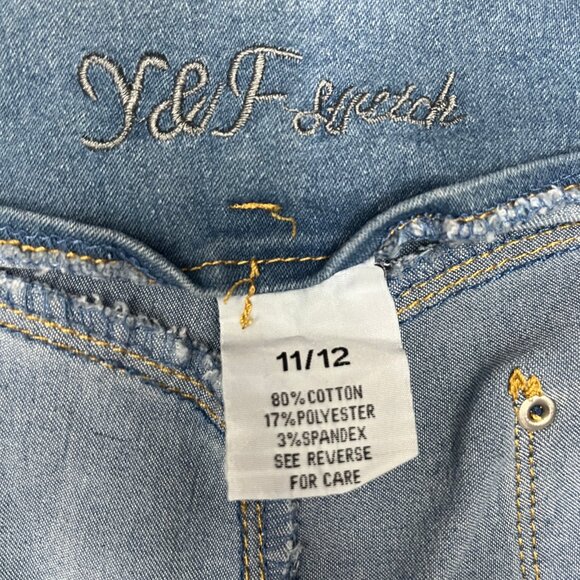 Y&F stretch
11/12
80%COTTON
17%POLYESTER
3%SPANDEX
SEE REVERSE
FOR CARE